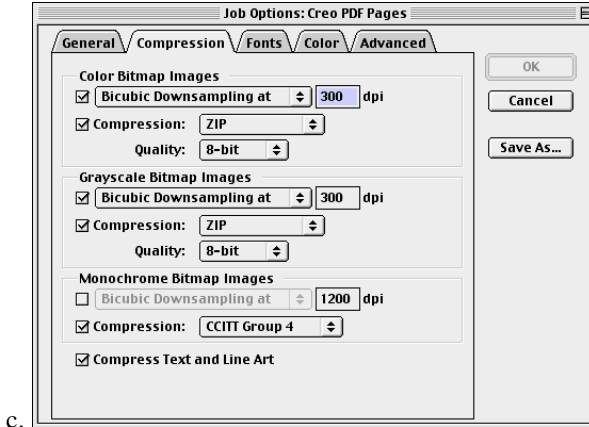 Job Options: Creo PDF Pages
General Compression Fonts Color Advanced
OK
Cancel
Save As...
Color Bitmap Images
Bicubic Downsampling at 300 dpi
Compression: ZIP
Quality: 8-bit
Grayscale Bitmap Images
Bicubic Downsampling at 300 dpi
Compression: ZIP
Quality: 8-bit
Monochrome Bitmap Images
Bicubic Downsampling at 1200 dpi
Compression: CCITT Group 4
Compress Text and Line Art
c.